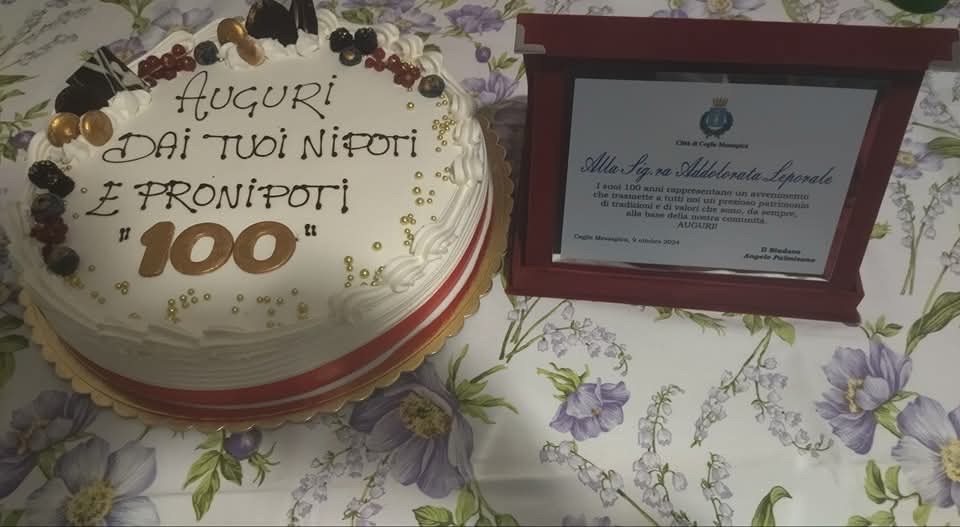 AUGURI
DAI TUOI NIPOTI
E PRONIPOTI
"100"
Città di Ceglie Messapica
Alla Sig.ra Addolorata Leporale
I suoi 100 anni rappresentano un avvenimento
che trasmette a tutti noi un prezioso patrimonio
di tradizioni e di valori che sono, da sempre,
alla base della nostra comunità.
AUGURI!
Ceglie Messapica, 9 ottobre 2024
Il Sindaco
Angelo Palmisano